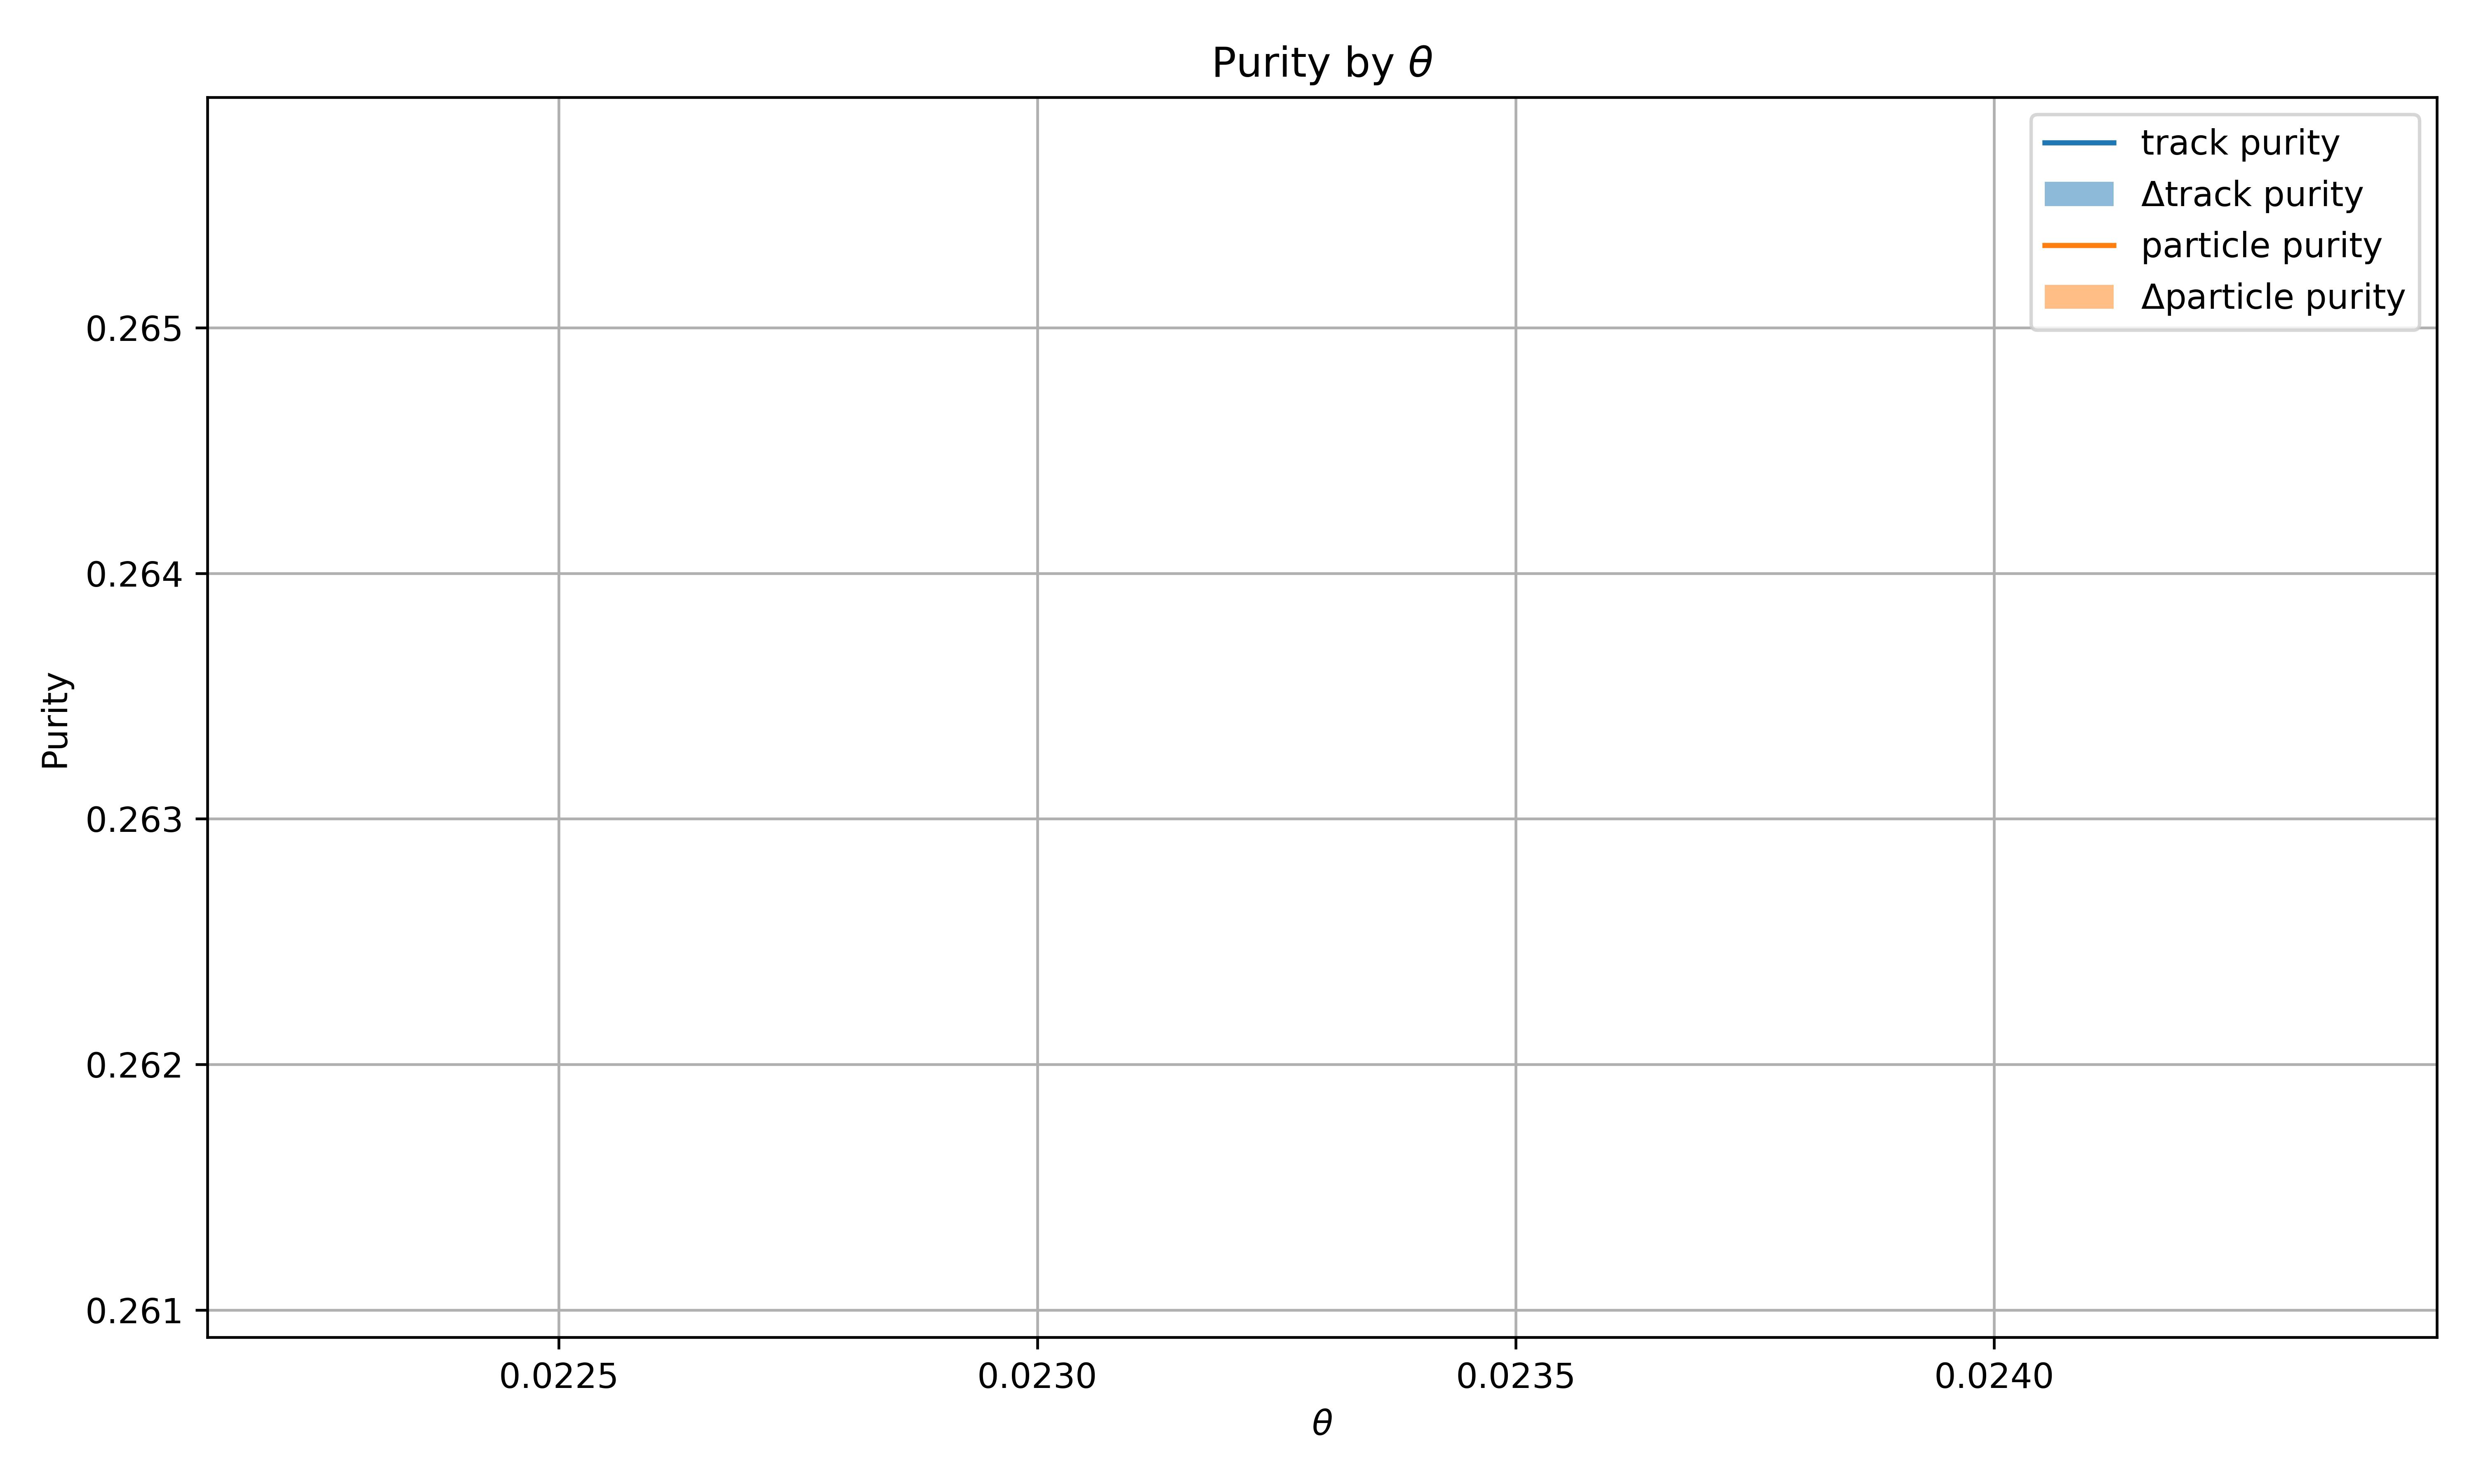 Purity by θ
track purity
Δtrack purity
particle purity
Δparticle purity
0.265
0.264
0.263
0.262
0.261
Purity
0.0225 0.0230 0.0235 0.0240
θ